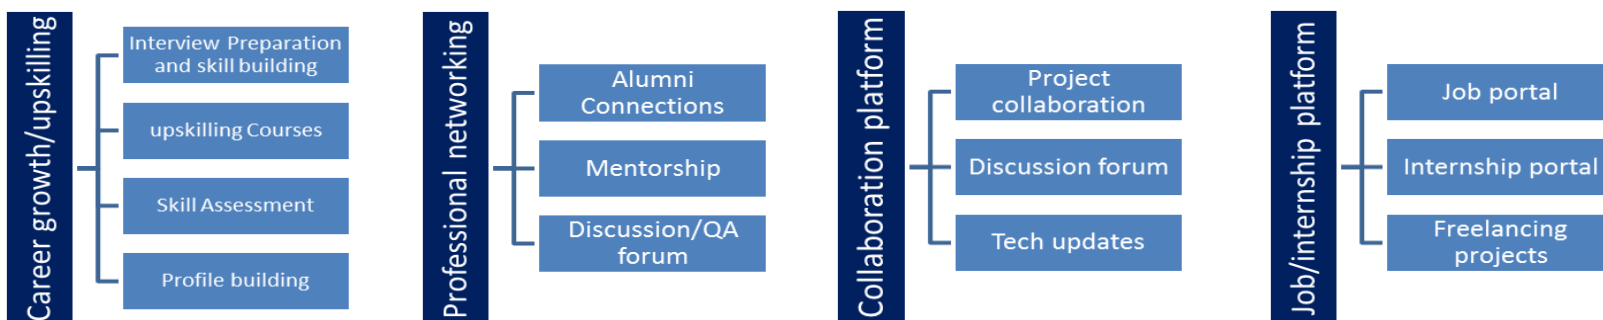 Career growth/upskilling
Interview Preparation
and skill building
upskilling Courses
Skill Assessment
Profile building
Professional networking
Alumni
Connections
Mentorship
Discussion/QA
forum
Collaboration platform
Project
collaboration
Discussion forum
Tech updates
Job/internship platform
Job portal
Internship portal
Freelancing
projects